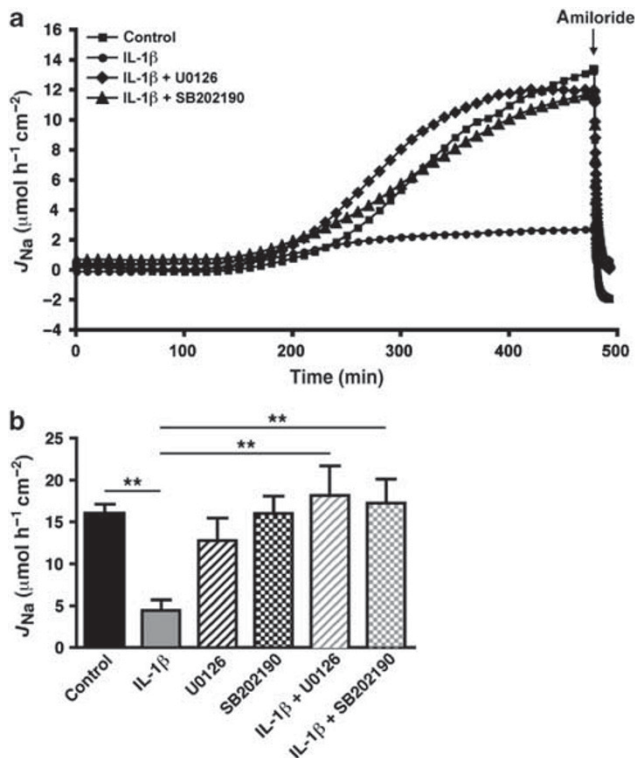 a
Amiloride
Control
IL-1β
IL-1β + U0126
IL-1β + SB202190
J_Na (μmol h⁻¹ cm⁻²)
16
14
12
10
8
6
4
2
0
−2
−4
0 100 200 300 400 500
Time (min)
b
**
**
**
J_Na (μmol h⁻¹ cm⁻²)
25
20
15
10
5
0
Control
IL-1β
U0126
SB202190
IL-1β + U0126
IL-1β + SB202190